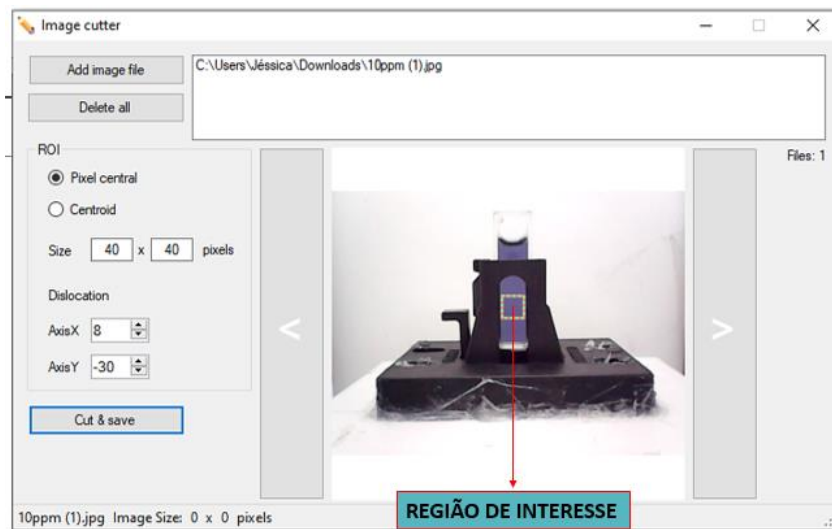 Image cutter
Add image file
C:\Users\Jéssica\Downloads\10ppm (1).jpg
Delete all
ROI
Files: 1
Pixel central
Centroid
Size 40 x 40 pixels
Dislocation
AxisX 8
< >
AxisY -30
Cut & save
REGIÃO DE INTERESSE
10ppm (1).jpg Image Size: 0 x 0 pixels